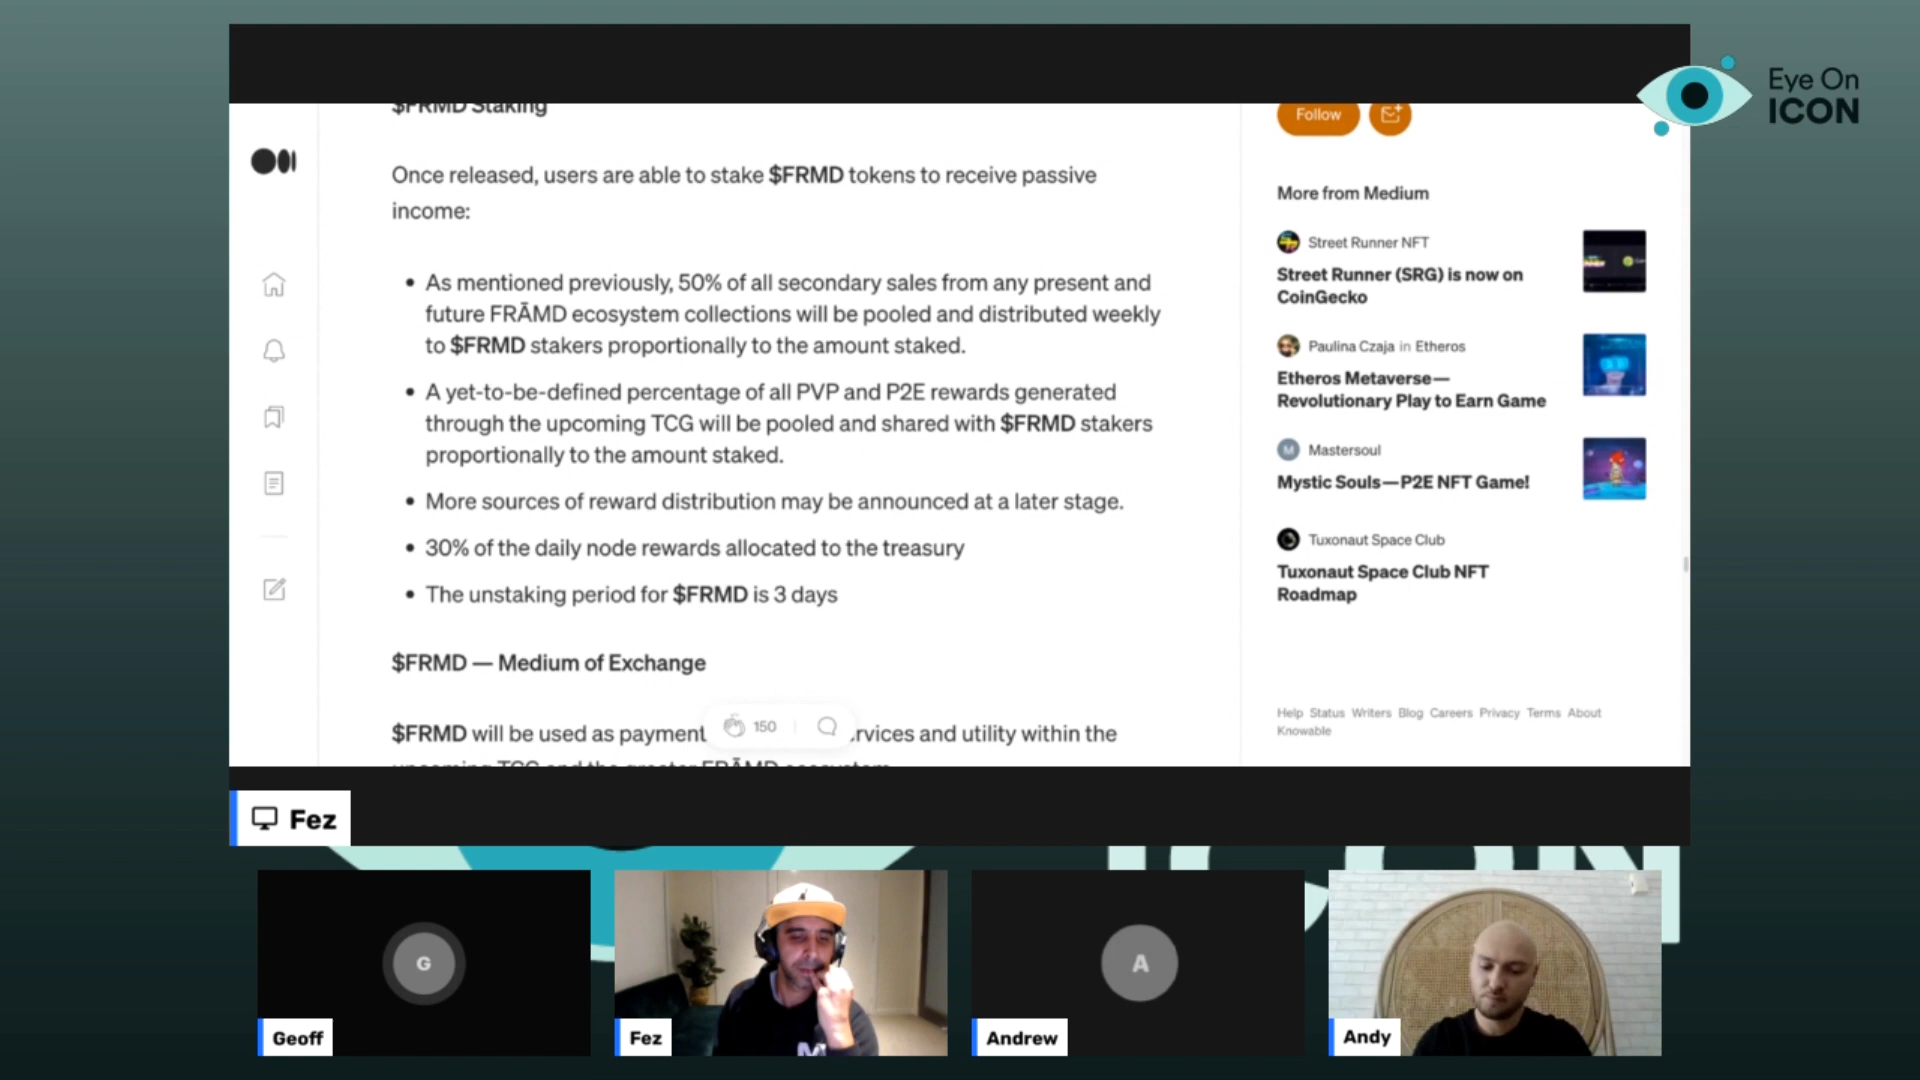 $FRMD Staking
Once released, users are able to stake $FRMD tokens to receive passive
income:
• As mentioned previously, 50% of all secondary sales from any present and
future FRĀMD ecosystem collections will be pooled and distributed weekly
to $FRMD stakers proportionally to the amount staked.
• A yet-to-be-defined percentage of all PVP and P2E rewards generated
through the upcoming TCG will be pooled and shared with $FRMD stakers
proportionally to the amount staked.
• More sources of reward distribution may be announced at a later stage.
• 30% of the daily node rewards allocated to the treasury
• The unstaking period for $FRMD is 3 days
$FRMD — Medium of Exchange
150
$FRMD will be used as payment rvices and utility within the
upcoming TCG and the greater FRĀMD ecosystem
Follow
More from Medium
Street Runner NFT
Street Runner (SRG) is now on
CoinGecko
Paulina Czaja in Etheros
Etheros Metaverse—
Revolutionary Play to Earn Game
M Mastersoul
Mystic Souls—P2E NFT Game!
Tuxonaut Space Club
Tuxonaut Space Club NFT
Roadmap
Help Status Writers Blog Careers Privacy Terms About
Knowable
Eye On
ICON
Fez
G
Geoff
Fez
A
Andrew
Andy